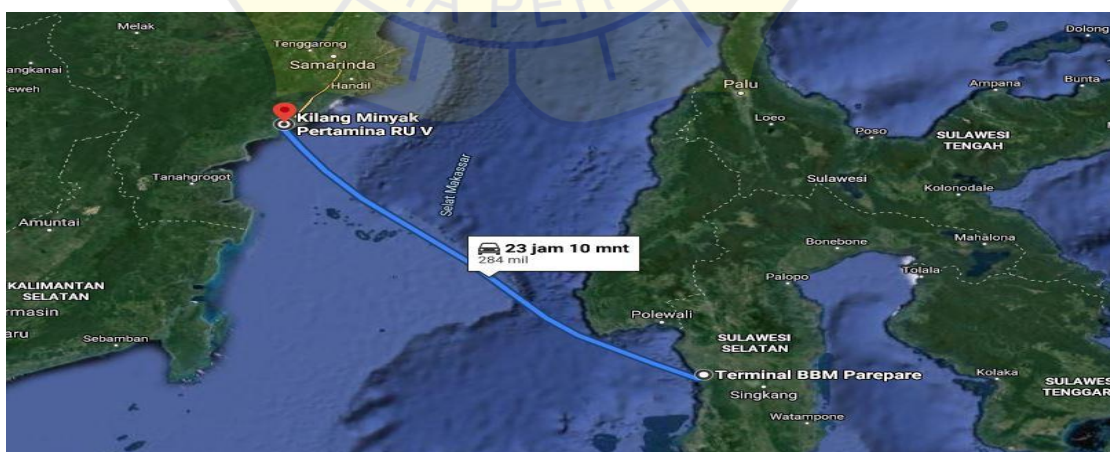 A PER
Melak
Dolong
Tenggarong
Samarinda
angkanai
Handil
Palu
Ampana
Bunta
eweh
Kilang Minyak
Pertamina RU V
Loeo
Poso
SULAWESI
TENGAH
Selat Makassar
Tanahgrogot
Sulawesi
Kolonodale
Amuntai
23 jam 10 mnt
284 mil
Bonebone
Mahalona
Tolala
KALIMANTAN
SELATAN
Palopo
rmasin
Polewali
aru
Sebamban
SULAWESI
SELATAN
Terminal BBM Parepare
Kolaka
SULAWES
TENGGAR
Singkang
Watampone